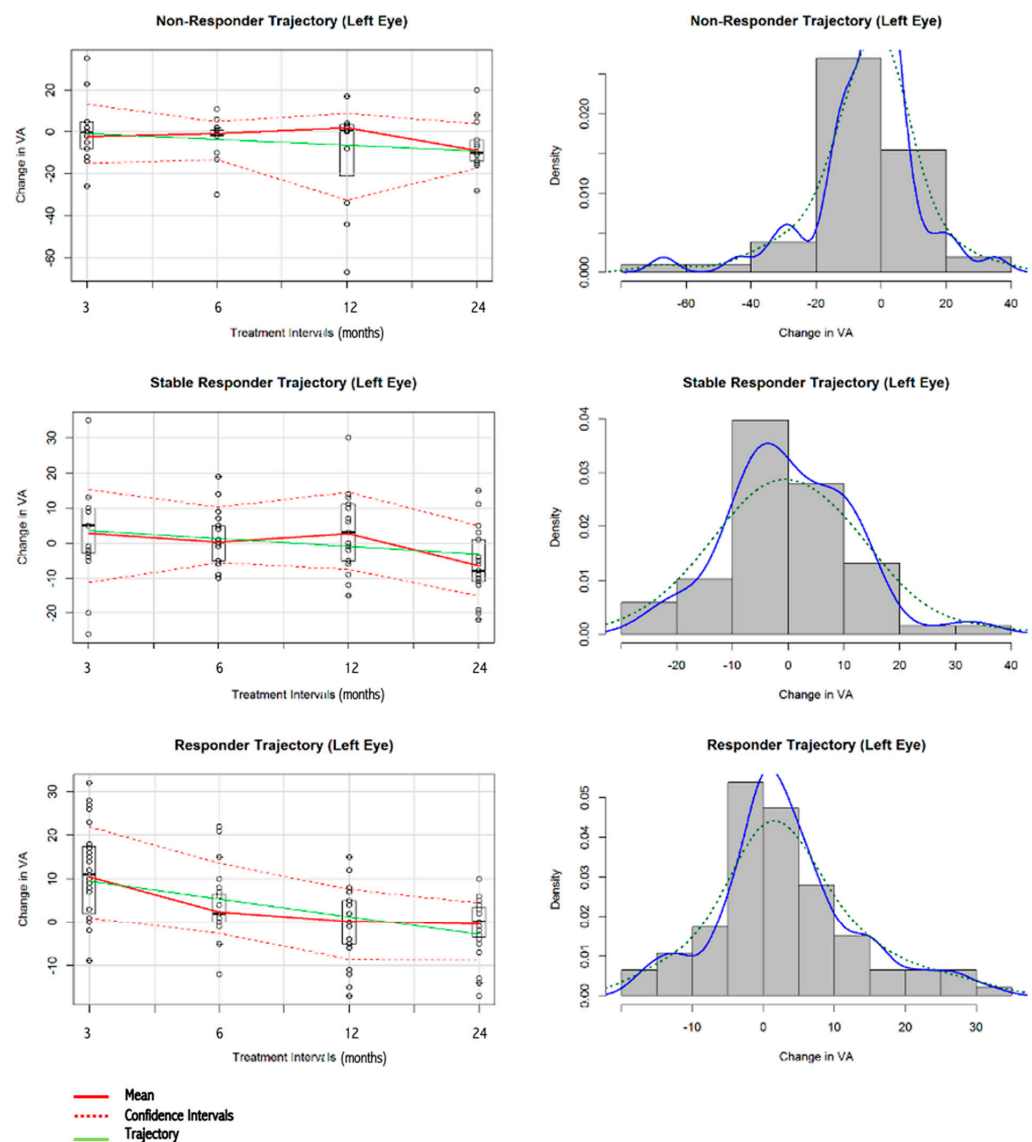 Non-Responder Trajectory (Left Eye)
Change in VA
20
0
-20
-40
-60
3
6
12
24
Treatment Intervals (months)
Non-Responder Trajectory (Left Eye)
Density
0.020
0.010
0.000
-60
-40
-20
0
20
40
Change in VA
Stable Responder Trajectory (Left Eye)
Change in VA
30
20
10
0
-10
-20
3
6
12
24
Treatment Intervals (months)
Stable Responder Trajectory (Left Eye)
Density
0.04
0.03
0.02
0.01
0.00
-20
-10
0
10
20
30
40
Change in VA
Responder Trajectory (Left Eye)
Change in VA
30
20
10
0
-10
3
6
12
24
Treatment Intervals (months)
Responder Trajectory (Left Eye)
Density
0.05
0.04
0.03
0.02
0.01
0.00
-10
0
10
20
30
Change in VA
Mean
Confidence Intervals
Trajectory